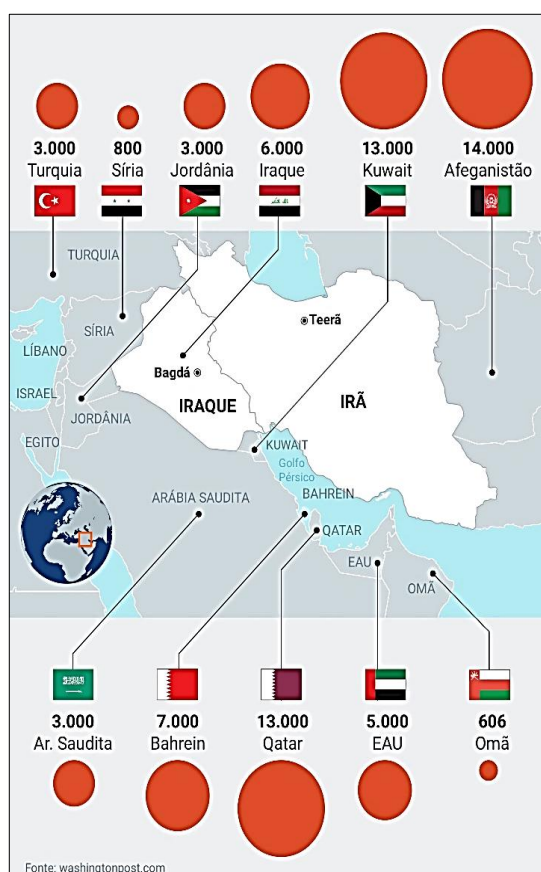 3.000 800 3.000 6.000 13.000 14.000
Turquia Síria Jordânia Iraque Kuwait Afeganistão
TURQUIA
SÍRIA
Teerã
LÍBANO
Bagdá
ISRAEL
IRAQUE
IRÃ
JORDÂNIA
EGITO
KUWAIT
Golfo
Pérsico
ARÁBIA SAUDITA
BAHREIN
QATAR
EAU
OMÃ
3.000 7.000 13.000 5.000 606
Ar. Saudita Bahrein Qatar EAU Omã
Fonte: washingtonpost.com